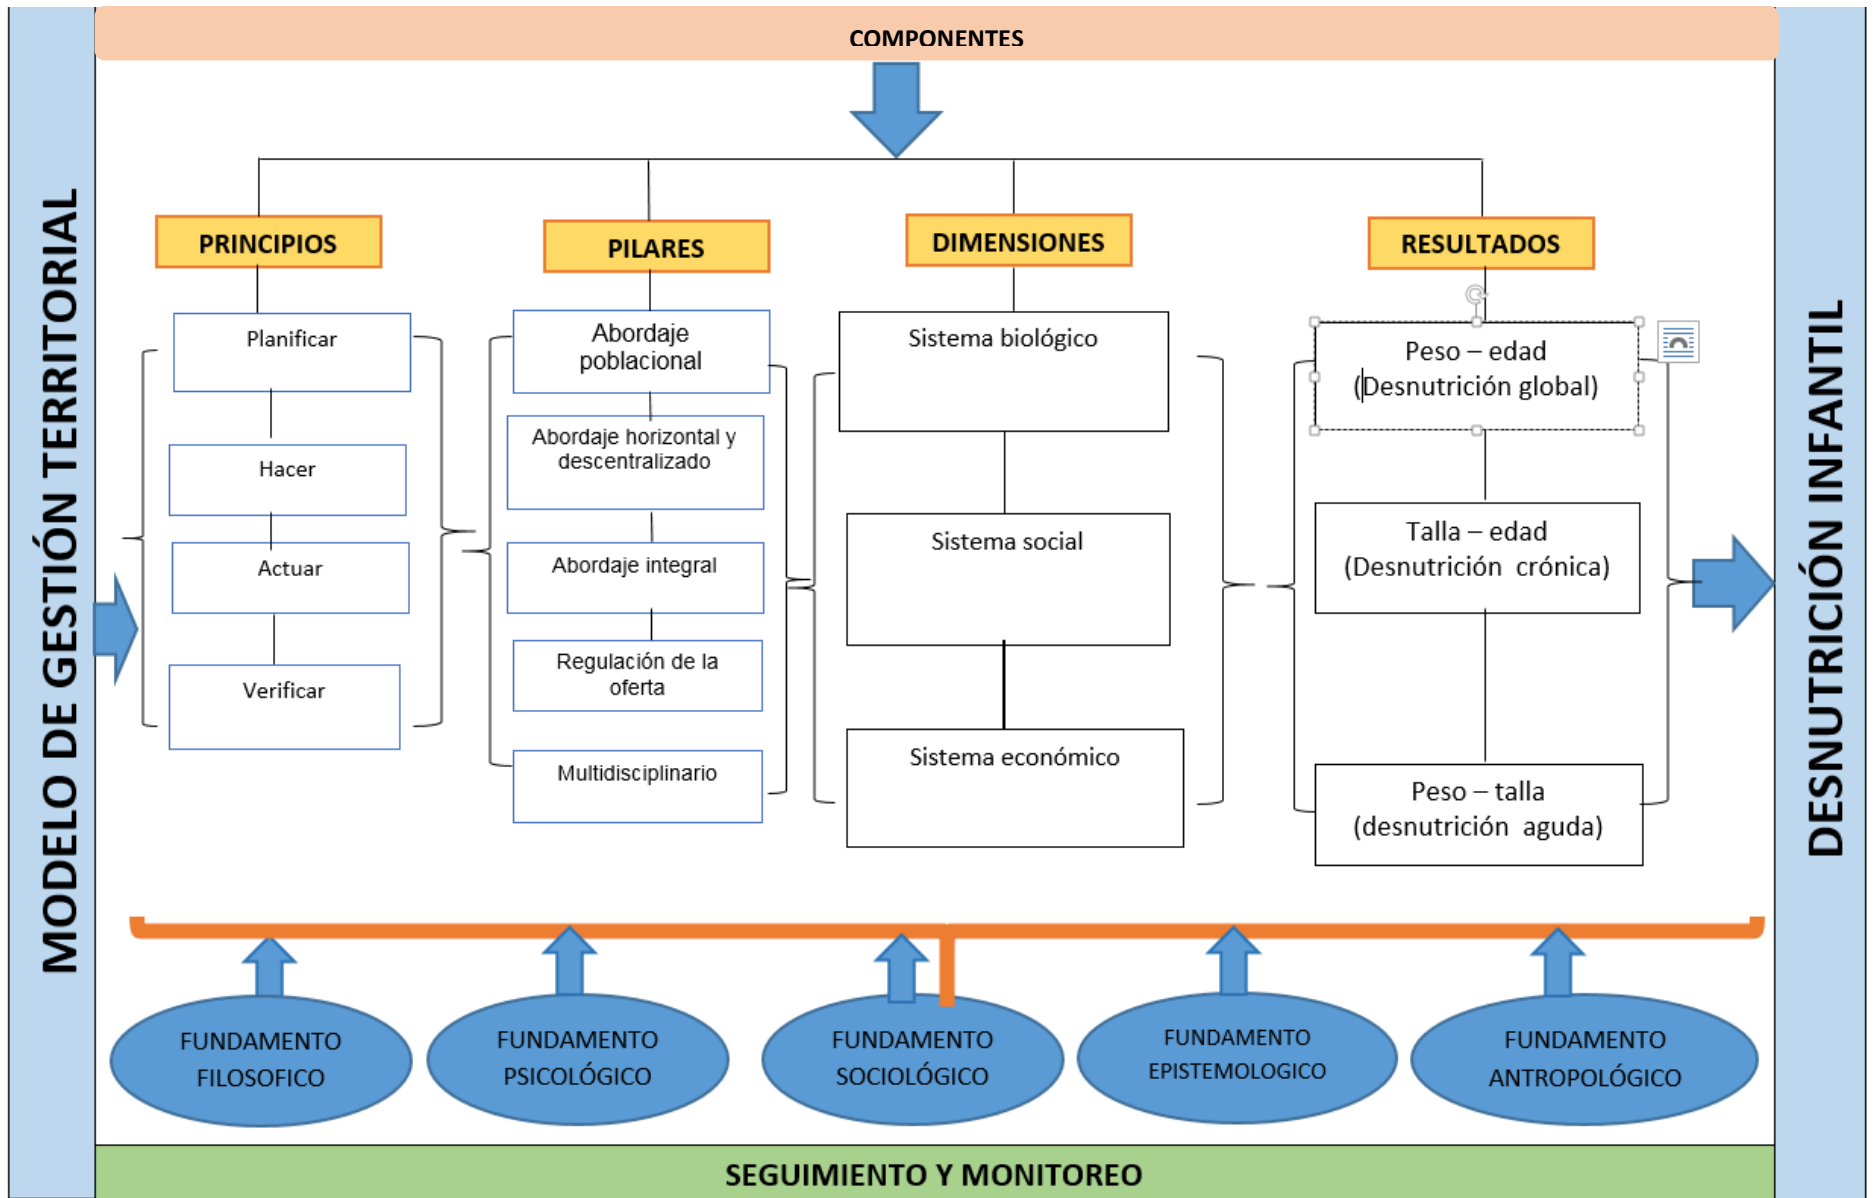 COMPONENTES
MODELO DE GESTIÓN TERRITORIAL
PRINCIPIOS
Planificar
Hacer
Actuar
Verificar
PILARES
Abordaje
poblacional
Abordaje horizontal y
descentralizado
Abordaje integral
Regulación de la
oferta
Multidisciplinario
DIMENSIONES
Sistema biológico
Sistema social
Sistema económico
RESULTADOS
Peso – edad
(Desnutrición global)
Talla – edad
(Desnutrición crónica)
Peso – talla
(desnutrición aguda)
DESNUTRICIÓN INFANTIL
FUNDAMENTO
FILOSOFICO
FUNDAMENTO
PSICOLÓGICO
FUNDAMENTO
SOCIOLÓGICO
FUNDAMENTO
EPISTEMOLOGICO
FUNDAMENTO
ANTROPOLÓGICO
SEGUIMIENTO Y MONITOREO